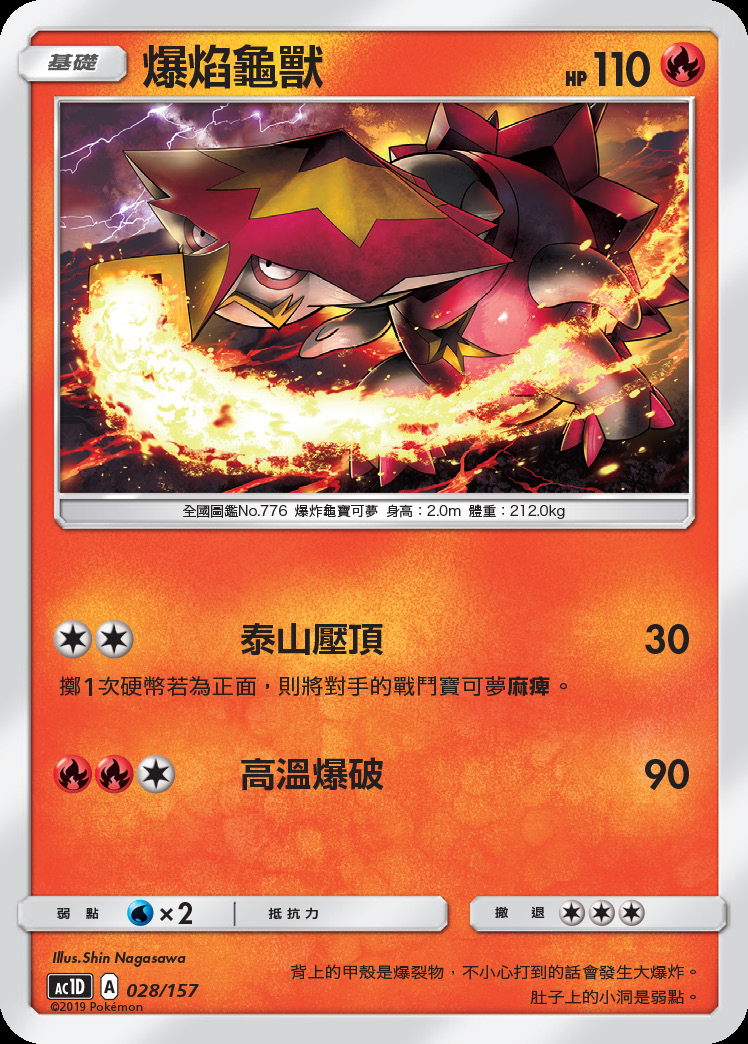 基礎 爆焰龜獸 HP 110
全國圖鑑No.776 爆炸龜寶可夢 身高：2.0m 體重：212.0kg
泰山壓頂 30
擲1次硬幣若為正面，則將對手的戰鬥寶可夢麻痺。
高溫爆破 90
弱點 ×2 抵抗力 撤退
Illus.Shin Nagasawa
背上的甲殼是爆裂物，不小心打到的話會發生大爆炸。
肚子上的小洞是弱點。
AC1D A 028/157
©2019 Pokémon